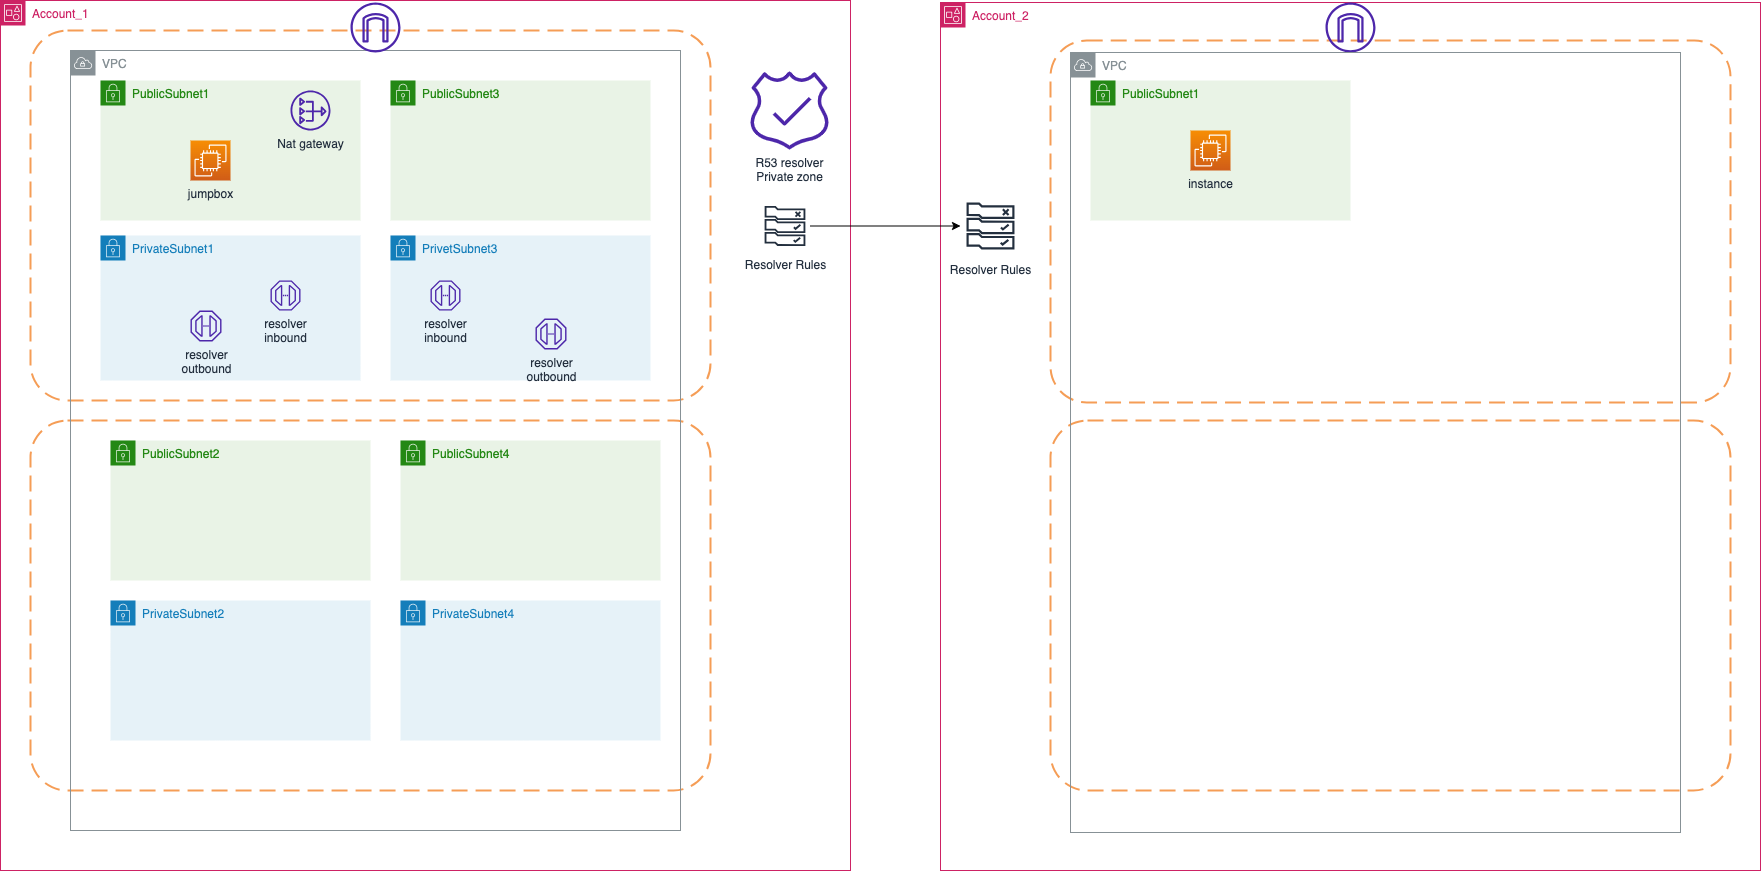 Account_1
VPC
PublicSubnet1
Nat gateway
jumpbox
PublicSubnet3
PrivateSubnet1
resolver
inbound
resolver
outbound
PrivetSubnet3
resolver
inbound
resolver
outbound
PublicSubnet2
PublicSubnet4
PrivateSubnet2
PrivateSubnet4
R53 resolver
Private zone
Resolver Rules
Account_2
Resolver Rules
VPC
PublicSubnet1
instance